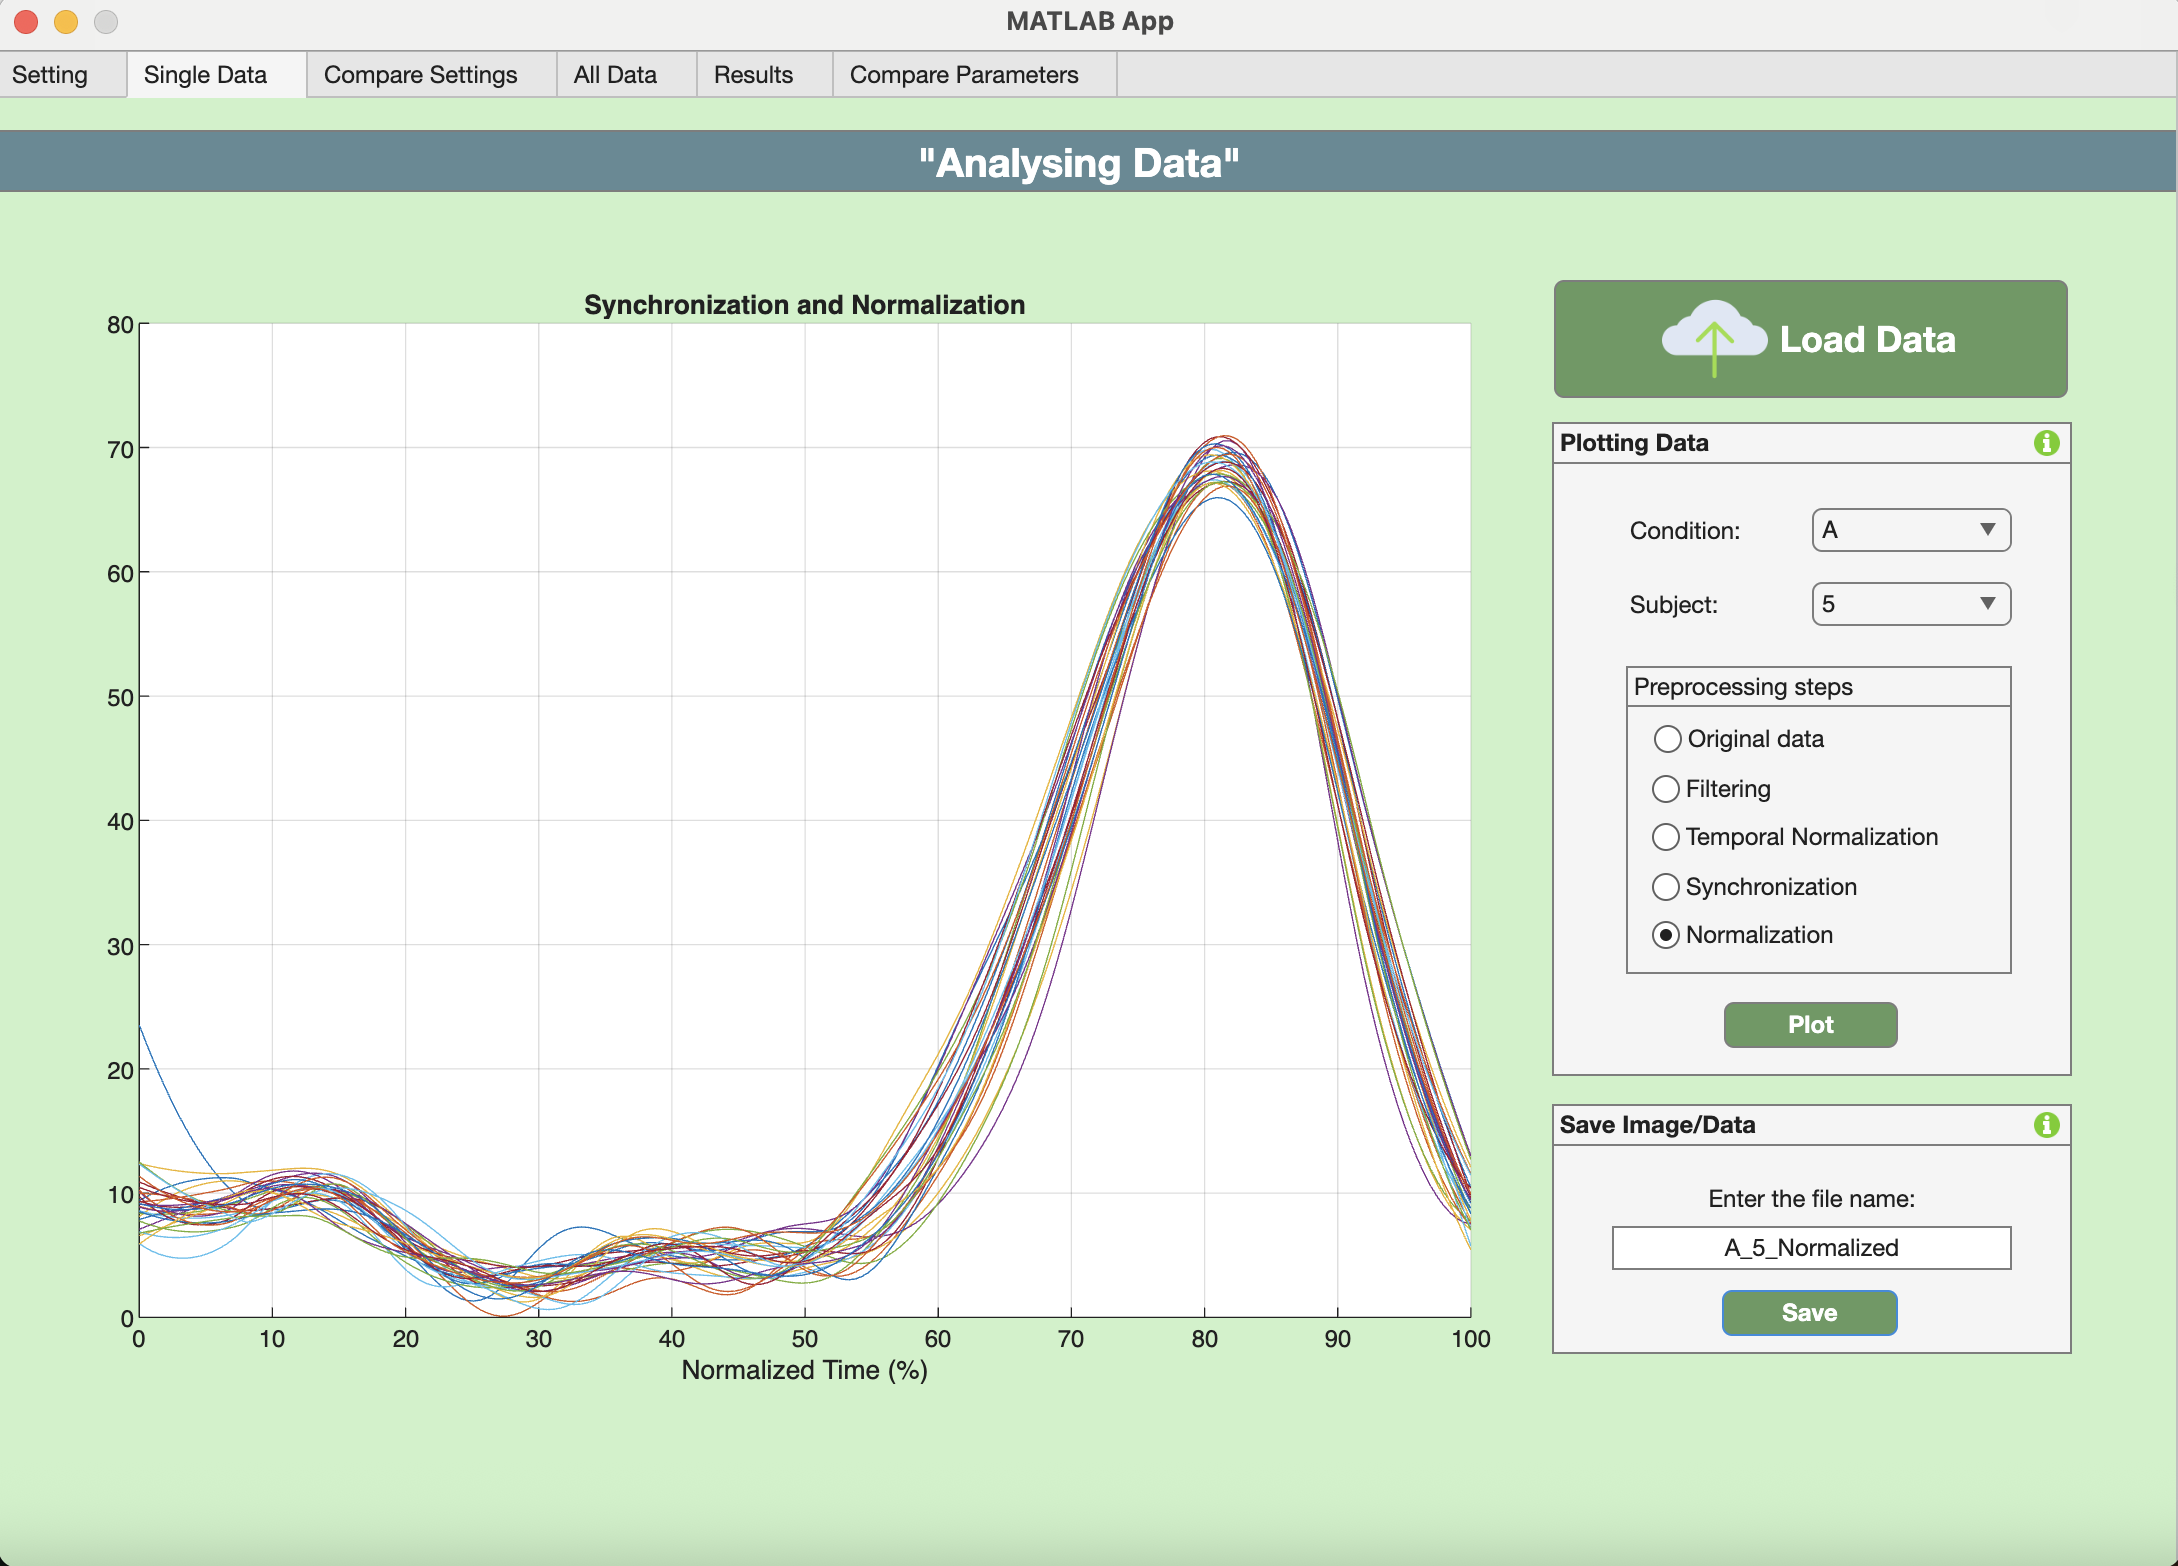 MATLAB App
Setting
Single Data
Compare Settings
All Data
Results
Compare Parameters
"Analysing Data"
Synchronization and Normalization
80
70
60
50
40
30
20
10
0
0 10 20 30 40 50 60 70 80 90 100
Normalized Time (%)
Load Data
Plotting Data
Condition: A
Subject: 5
Preprocessing steps
Original data
Filtering
Temporal Normalization
Synchronization
Normalization
Plot
Save Image/Data
Enter the file name:
A_5_Normalized
Save